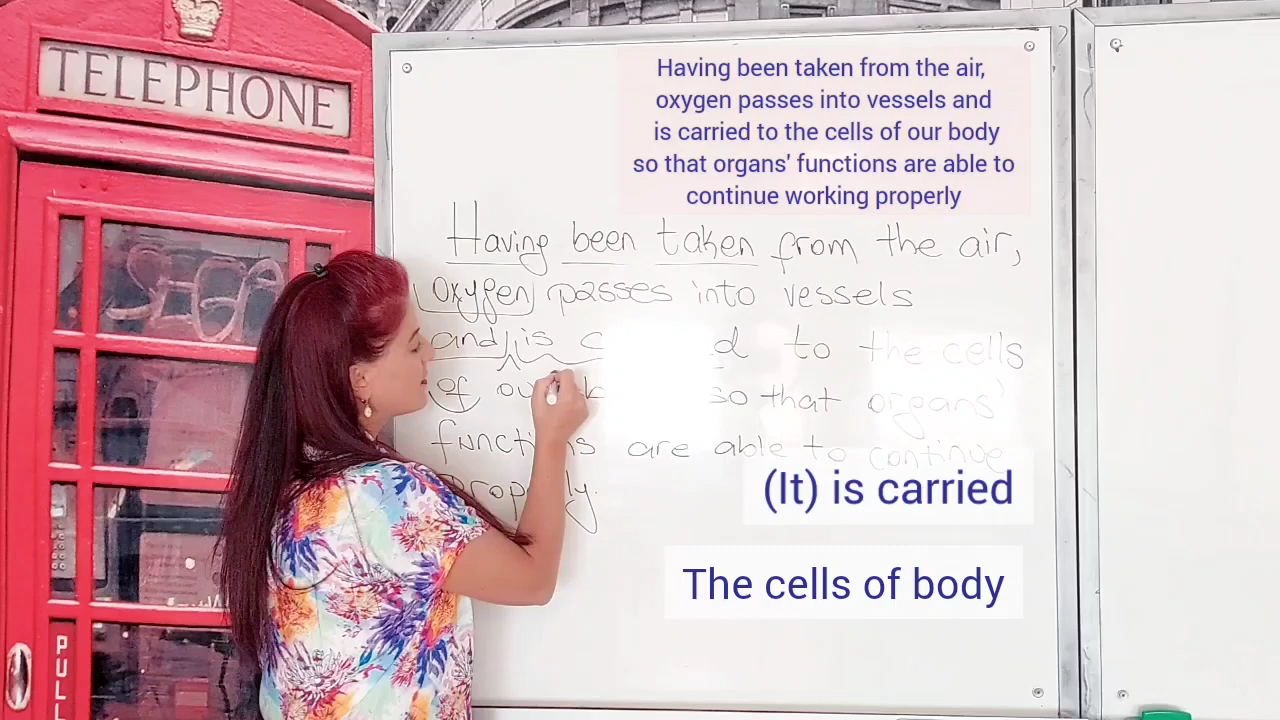 TELEPHONE
Having been taken from the air,
oxygen passes into vessels and
is carried to the cells of our body
so that organs' functions are able to
continue working properly
Having been taken from the air,
oxygen passes into vessels
and is to the cells
of so that organs'
are able to continue
(It) is carried
The cells of body
PULL